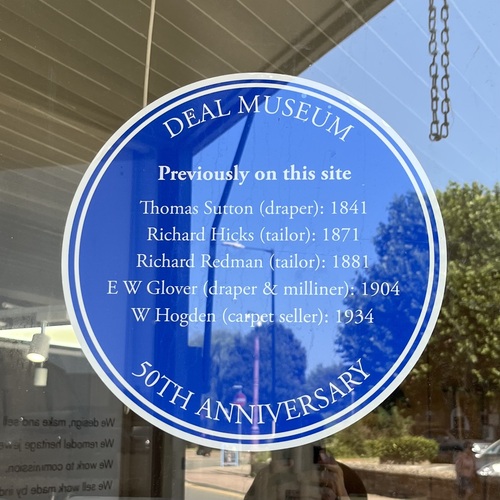 DEAL MUSEUM
Previously on this site
Thomas Sutton (draper): 1841
Richard Hicks (tailor): 1871
Richard Redman (tailor): 1881
E W Glover (draper & milliner): 1904
W Hogden (carpet seller): 1934
50TH ANNIVERSARY
We design, make and sell
We remodel heritage jewe
We work to commission.
We sell work made by ind